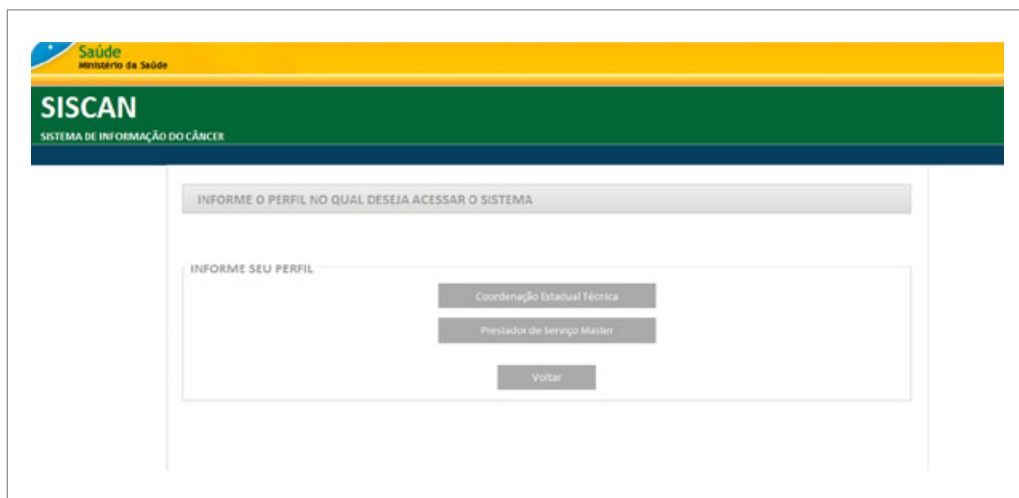 Saúde
Ministério da Saúde
SISCAN
SISTEMA DE INFORMAÇÃO DO CÂNCER
INFORME O PERFIL NO QUAL DESEJA ACESSAR O SISTEMA
INFORME SEU PERFIL
Coordenação Estadual Técnica
Prestador de Serviço Master
Voltar